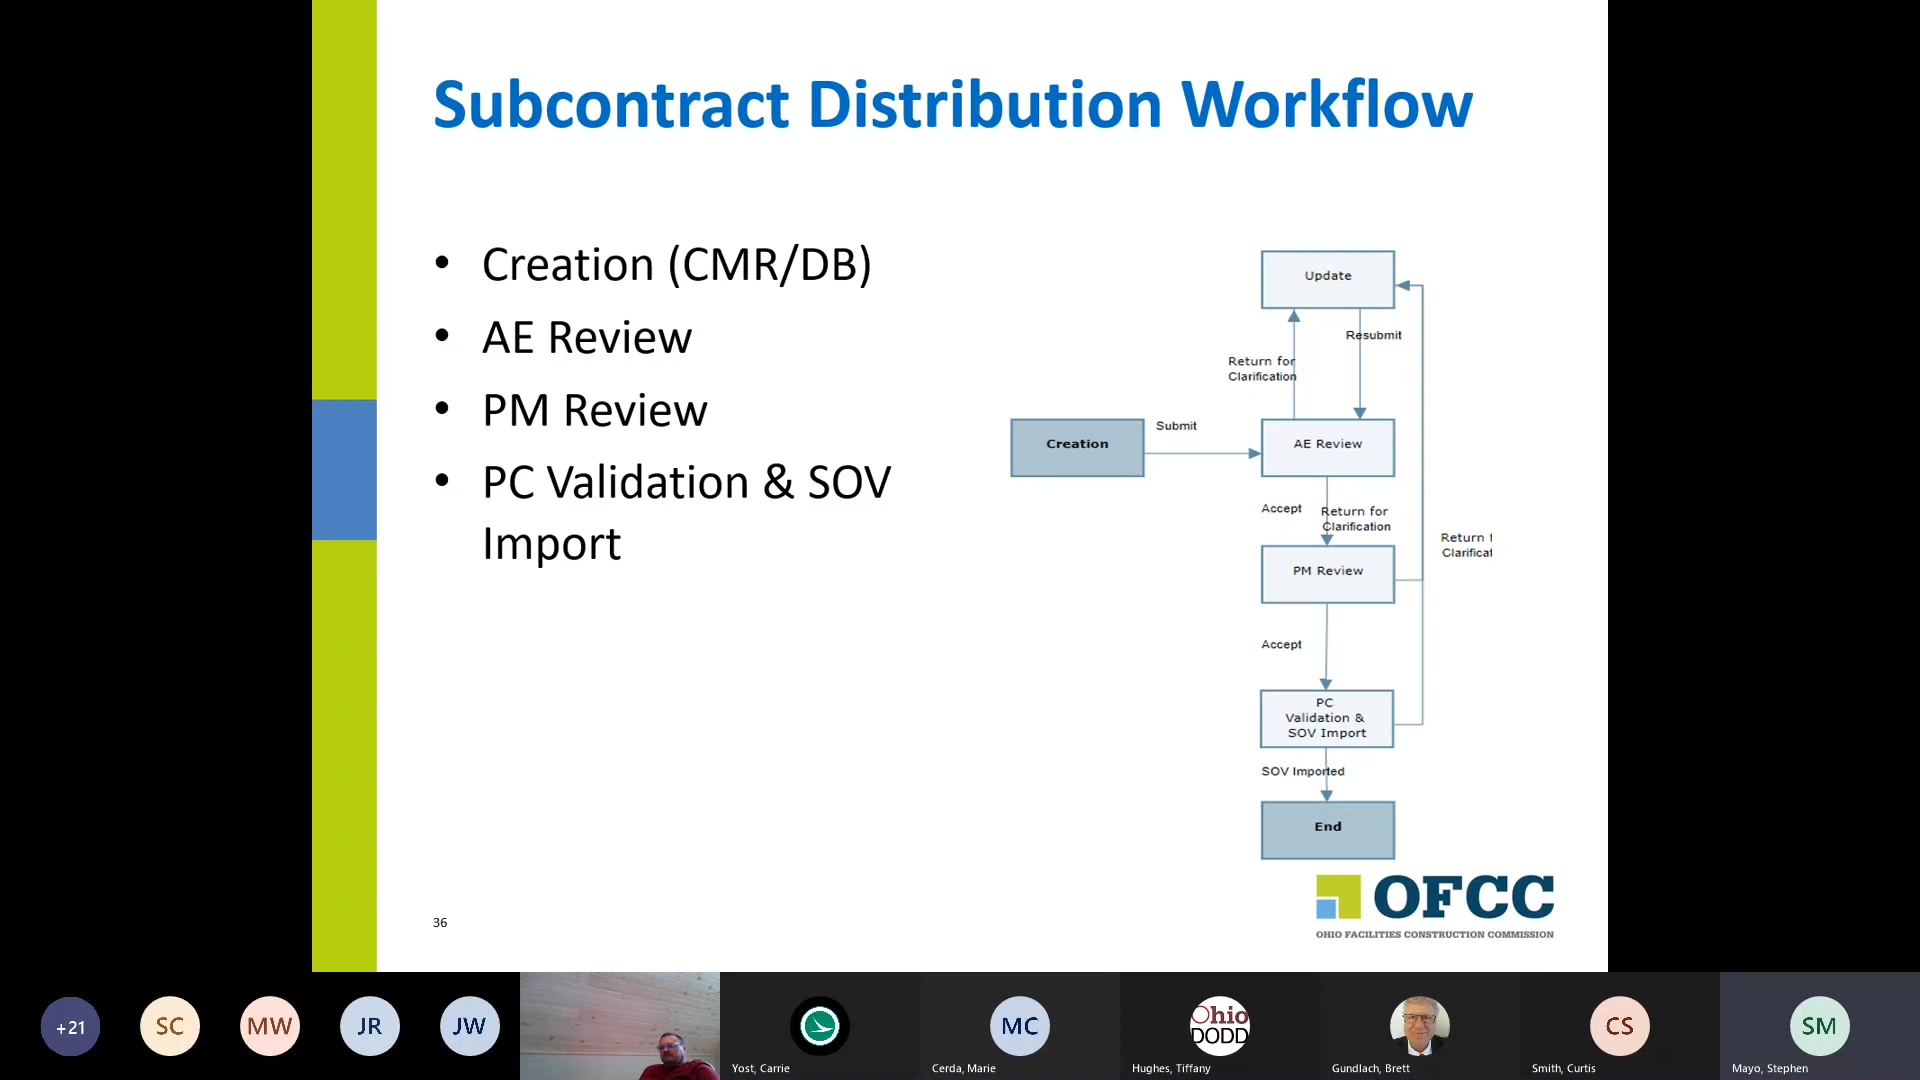 Subcontract Distribution Workflow
• Creation (CMR/DB)
• AE Review
• PM Review
• PC Validation & SOV
Import
Update
Resubmit
Return for
Clarification
Creation
Submit
AE Review
Accept
Return for
Clarification
PM Review
Return f
Clarificat
Accept
PC
Validation &
SOV Import
SOV Imported
End
36
OFCC
OHIO FACILITIES CONSTRUCTION COMMISSION
+21
SC
MW
JR
JW
MC
Ohio
DODD
CS
SM
Yost, Carrie
Cerda, Marie
Hughes, Tiffany
Gundlach, Brett
Smith, Curtis
Mayo, Stephen